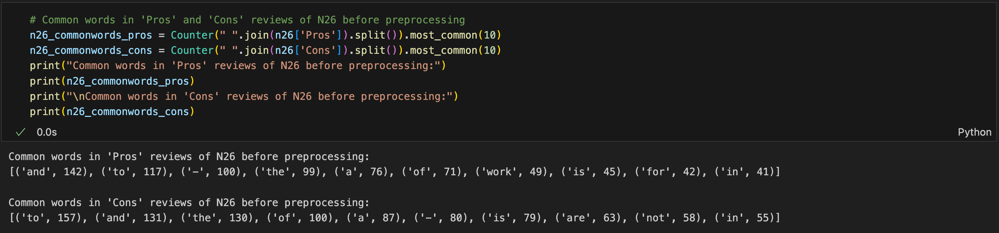 # Common words in 'Pros' and 'Cons' reviews of N26 before preprocessing
n26_commonwords_pros = Counter(" ".join(n26['Pros']).split()).most_common(10)
n26_commonwords_cons = Counter(" ".join(n26['Cons']).split()).most_common(10)
print("Common words in 'Pros' reviews of N26 before preprocessing:")
print(n26_commonwords_pros)
print("\nCommon words in 'Cons' reviews of N26 before preprocessing:")
print(n26_commonwords_cons)
✓ 0.0s
Python
Common words in 'Pros' reviews of N26 before preprocessing:
[('and', 142), ('to', 117), ('-', 100), ('the', 99), ('a', 76), ('of', 71), ('work', 49), ('is', 45), ('for', 42), ('in', 41)]
Common words in 'Cons' reviews of N26 before preprocessing:
[('to', 157), ('and', 131), ('the', 130), ('of', 100), ('a', 87), ('-', 80), ('is', 79), ('are', 63), ('not', 58), ('in', 55)]